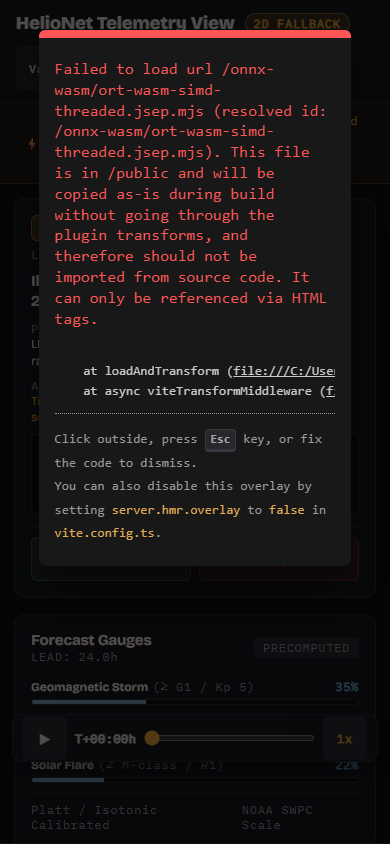 HelioNet Telemetry View 2D FALLBACK
Failed to load url /onnx-
wasm/ort-wasm-simd-
threaded.jsep.mjs (resolved id:
/onnx-wasm/ort-wasm-simd-
threaded.jsep.mjs). This file
is in /public and will be
copied as-is during build
without going through the
plugin transforms, and
therefore should not be
imported from source code. It
can only be referenced via HTML
tags.
at loadAndTransform (file:///C:/Use
at async viteTransformMiddleware (f
Click outside, press Esc key, or fix
the code to dismiss.
You can also disable this overlay by
setting server.hmr.overlay to false in
vite.config.ts.
Forecast Gauges
LEAD: 24.0h
PRECOMPUTED
Geomagnetic Storm (≥ G1 / Kp 5) 35%
▶ T+00:00h 1x
Solar Flare (≥ M-class / R1) 22%
Platt / Isotonic
Calibrated
NOAA SWPC
Scale